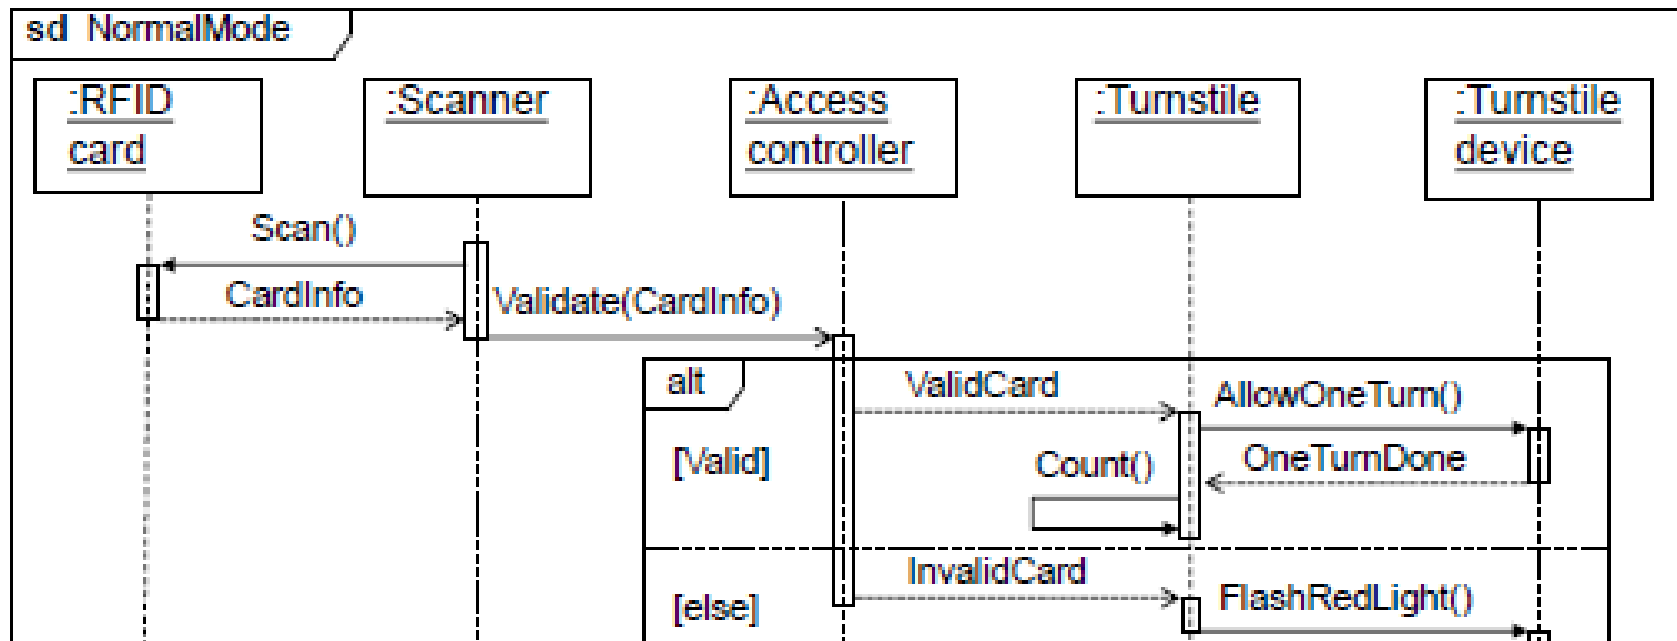 sd NormalMode
:RFID
card
:Scanner
:Access
controller
:Turnstile
:Turnstile
device
Scan()
CardInfo
Validate(CardInfo)
alt
ValidCard
AllowOneTurn()
[Valid]
Count()
OneTurnDone
InvalidCard
[else]
FlashRedLight()